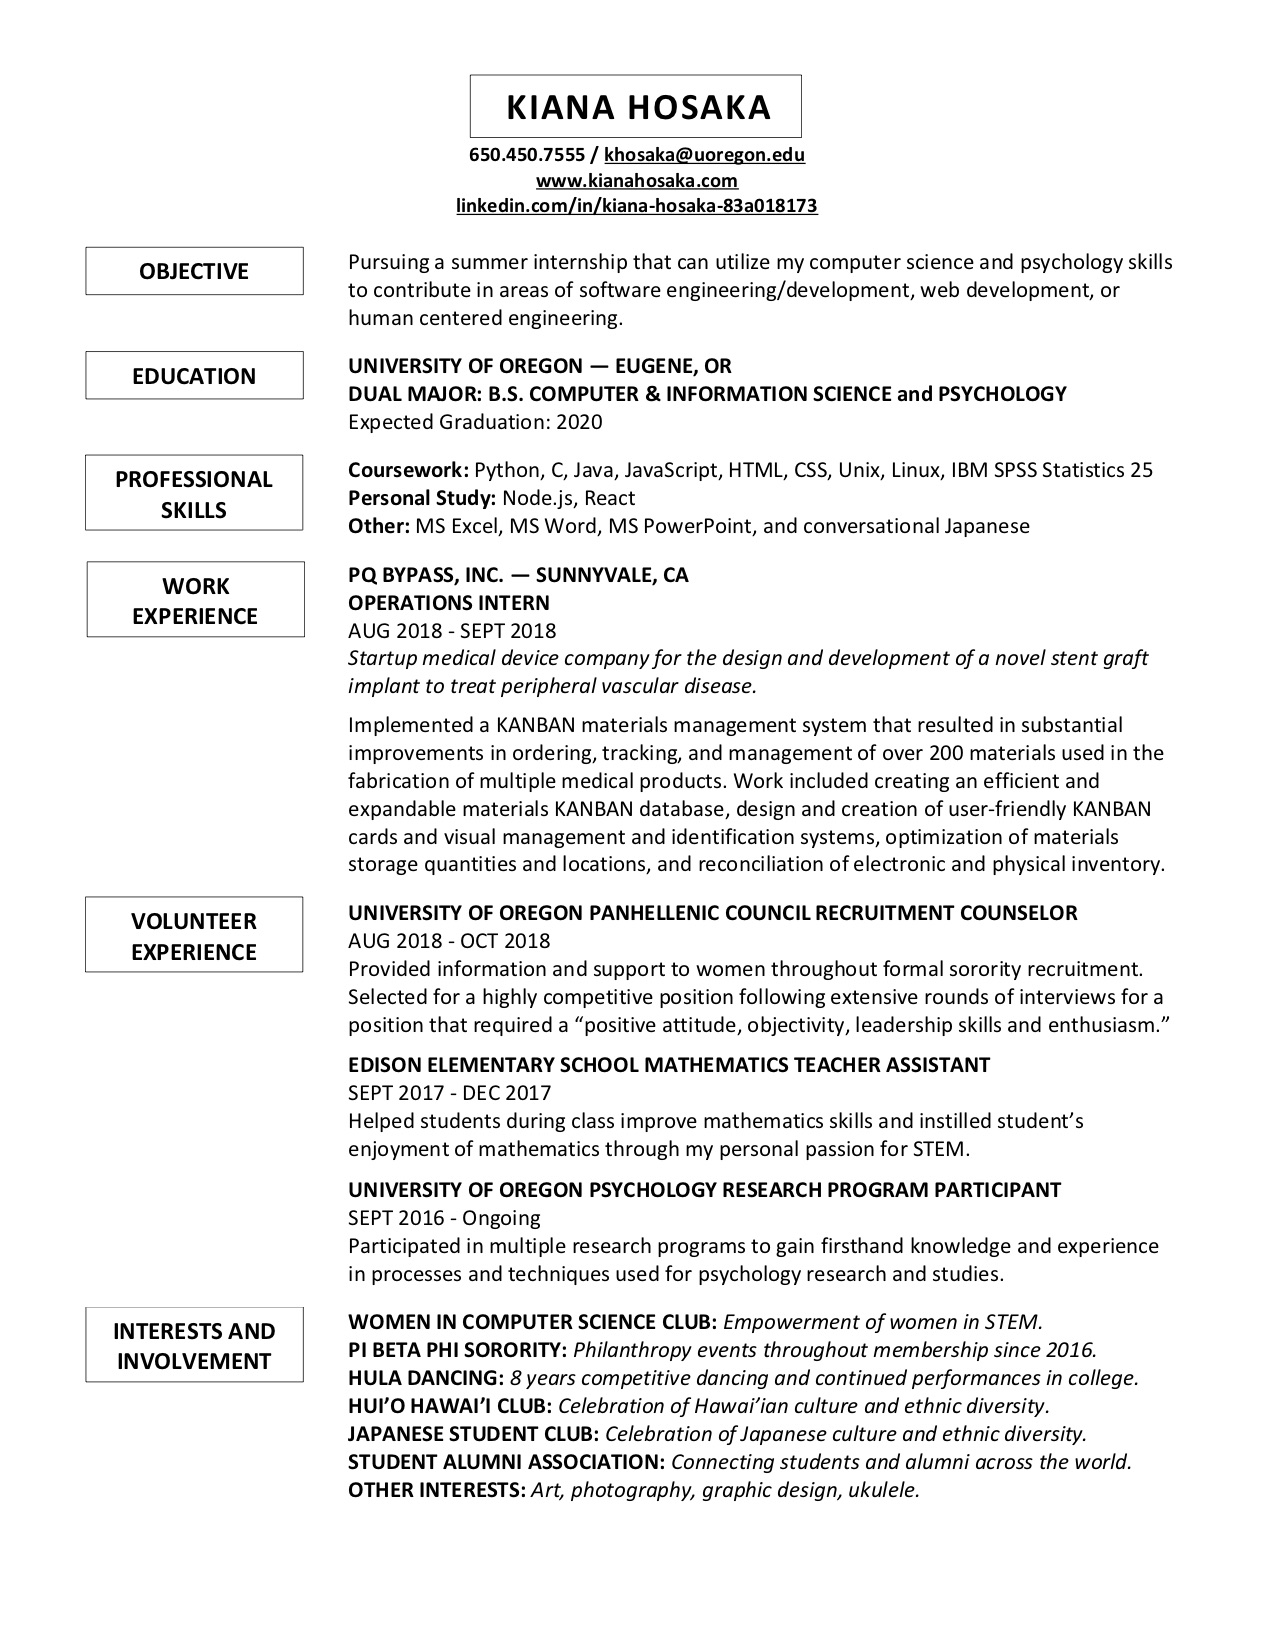 KIANA HOSAKA
650.450.7555 / khosaka@uoregon.edu
www.kianahosaka.com
linkedin.com/in/kiana-hosaka-83a018173
OBJECTIVE
Pursuing a summer internship that can utilize my computer science and psychology skills
to contribute in areas of software engineering/development, web development, or
human centered engineering.
EDUCATION
UNIVERSITY OF OREGON — EUGENE, OR
DUAL MAJOR: B.S. COMPUTER & INFORMATION SCIENCE and PSYCHOLOGY
Expected Graduation: 2020
PROFESSIONAL
SKILLS
Coursework: Python, C, Java, JavaScript, HTML, CSS, Unix, Linux, IBM SPSS Statistics 25
Personal Study: Node.js, React
Other: MS Excel, MS Word, MS PowerPoint, and conversational Japanese
WORK
EXPERIENCE
PQ BYPASS, INC. — SUNNYVALE, CA
OPERATIONS INTERN
AUG 2018 - SEPT 2018
Startup medical device company for the design and development of a novel stent graft
implant to treat peripheral vascular disease.
Implemented a KANBAN materials management system that resulted in substantial
improvements in ordering, tracking, and management of over 200 materials used in the
fabrication of multiple medical products. Work included creating an efficient and
expandable materials KANBAN database, design and creation of user-friendly KANBAN
cards and visual management and identification systems, optimization of materials
storage quantities and locations, and reconciliation of electronic and physical inventory.
VOLUNTEER
EXPERIENCE
UNIVERSITY OF OREGON PANHELLENIC COUNCIL RECRUITMENT COUNSELOR
AUG 2018 - OCT 2018
Provided information and support to women throughout formal sorority recruitment.
Selected for a highly competitive position following extensive rounds of interviews for a
position that required a “positive attitude, objectivity, leadership skills and enthusiasm.”
EDISON ELEMENTARY SCHOOL MATHEMATICS TEACHER ASSISTANT
SEPT 2017 - DEC 2017
Helped students during class improve mathematics skills and instilled student’s
enjoyment of mathematics through my personal passion for STEM.
UNIVERSITY OF OREGON PSYCHOLOGY RESEARCH PROGRAM PARTICIPANT
SEPT 2016 - Ongoing
Participated in multiple research programs to gain firsthand knowledge and experience
in processes and techniques used for psychology research and studies.
INTERESTS AND
INVOLVEMENT
WOMEN IN COMPUTER SCIENCE CLUB: Empowerment of women in STEM.
PI BETA PHI SORORITY: Philanthropy events throughout membership since 2016.
HULA DANCING: 8 years competitive dancing and continued performances in college.
HUI’O HAWAI’I CLUB: Celebration of Hawai’ian culture and ethnic diversity.
JAPANESE STUDENT CLUB: Celebration of Japanese culture and ethnic diversity.
STUDENT ALUMNI ASSOCIATION: Connecting students and alumni across the world.
OTHER INTERESTS: Art, photography, graphic design, ukulele.